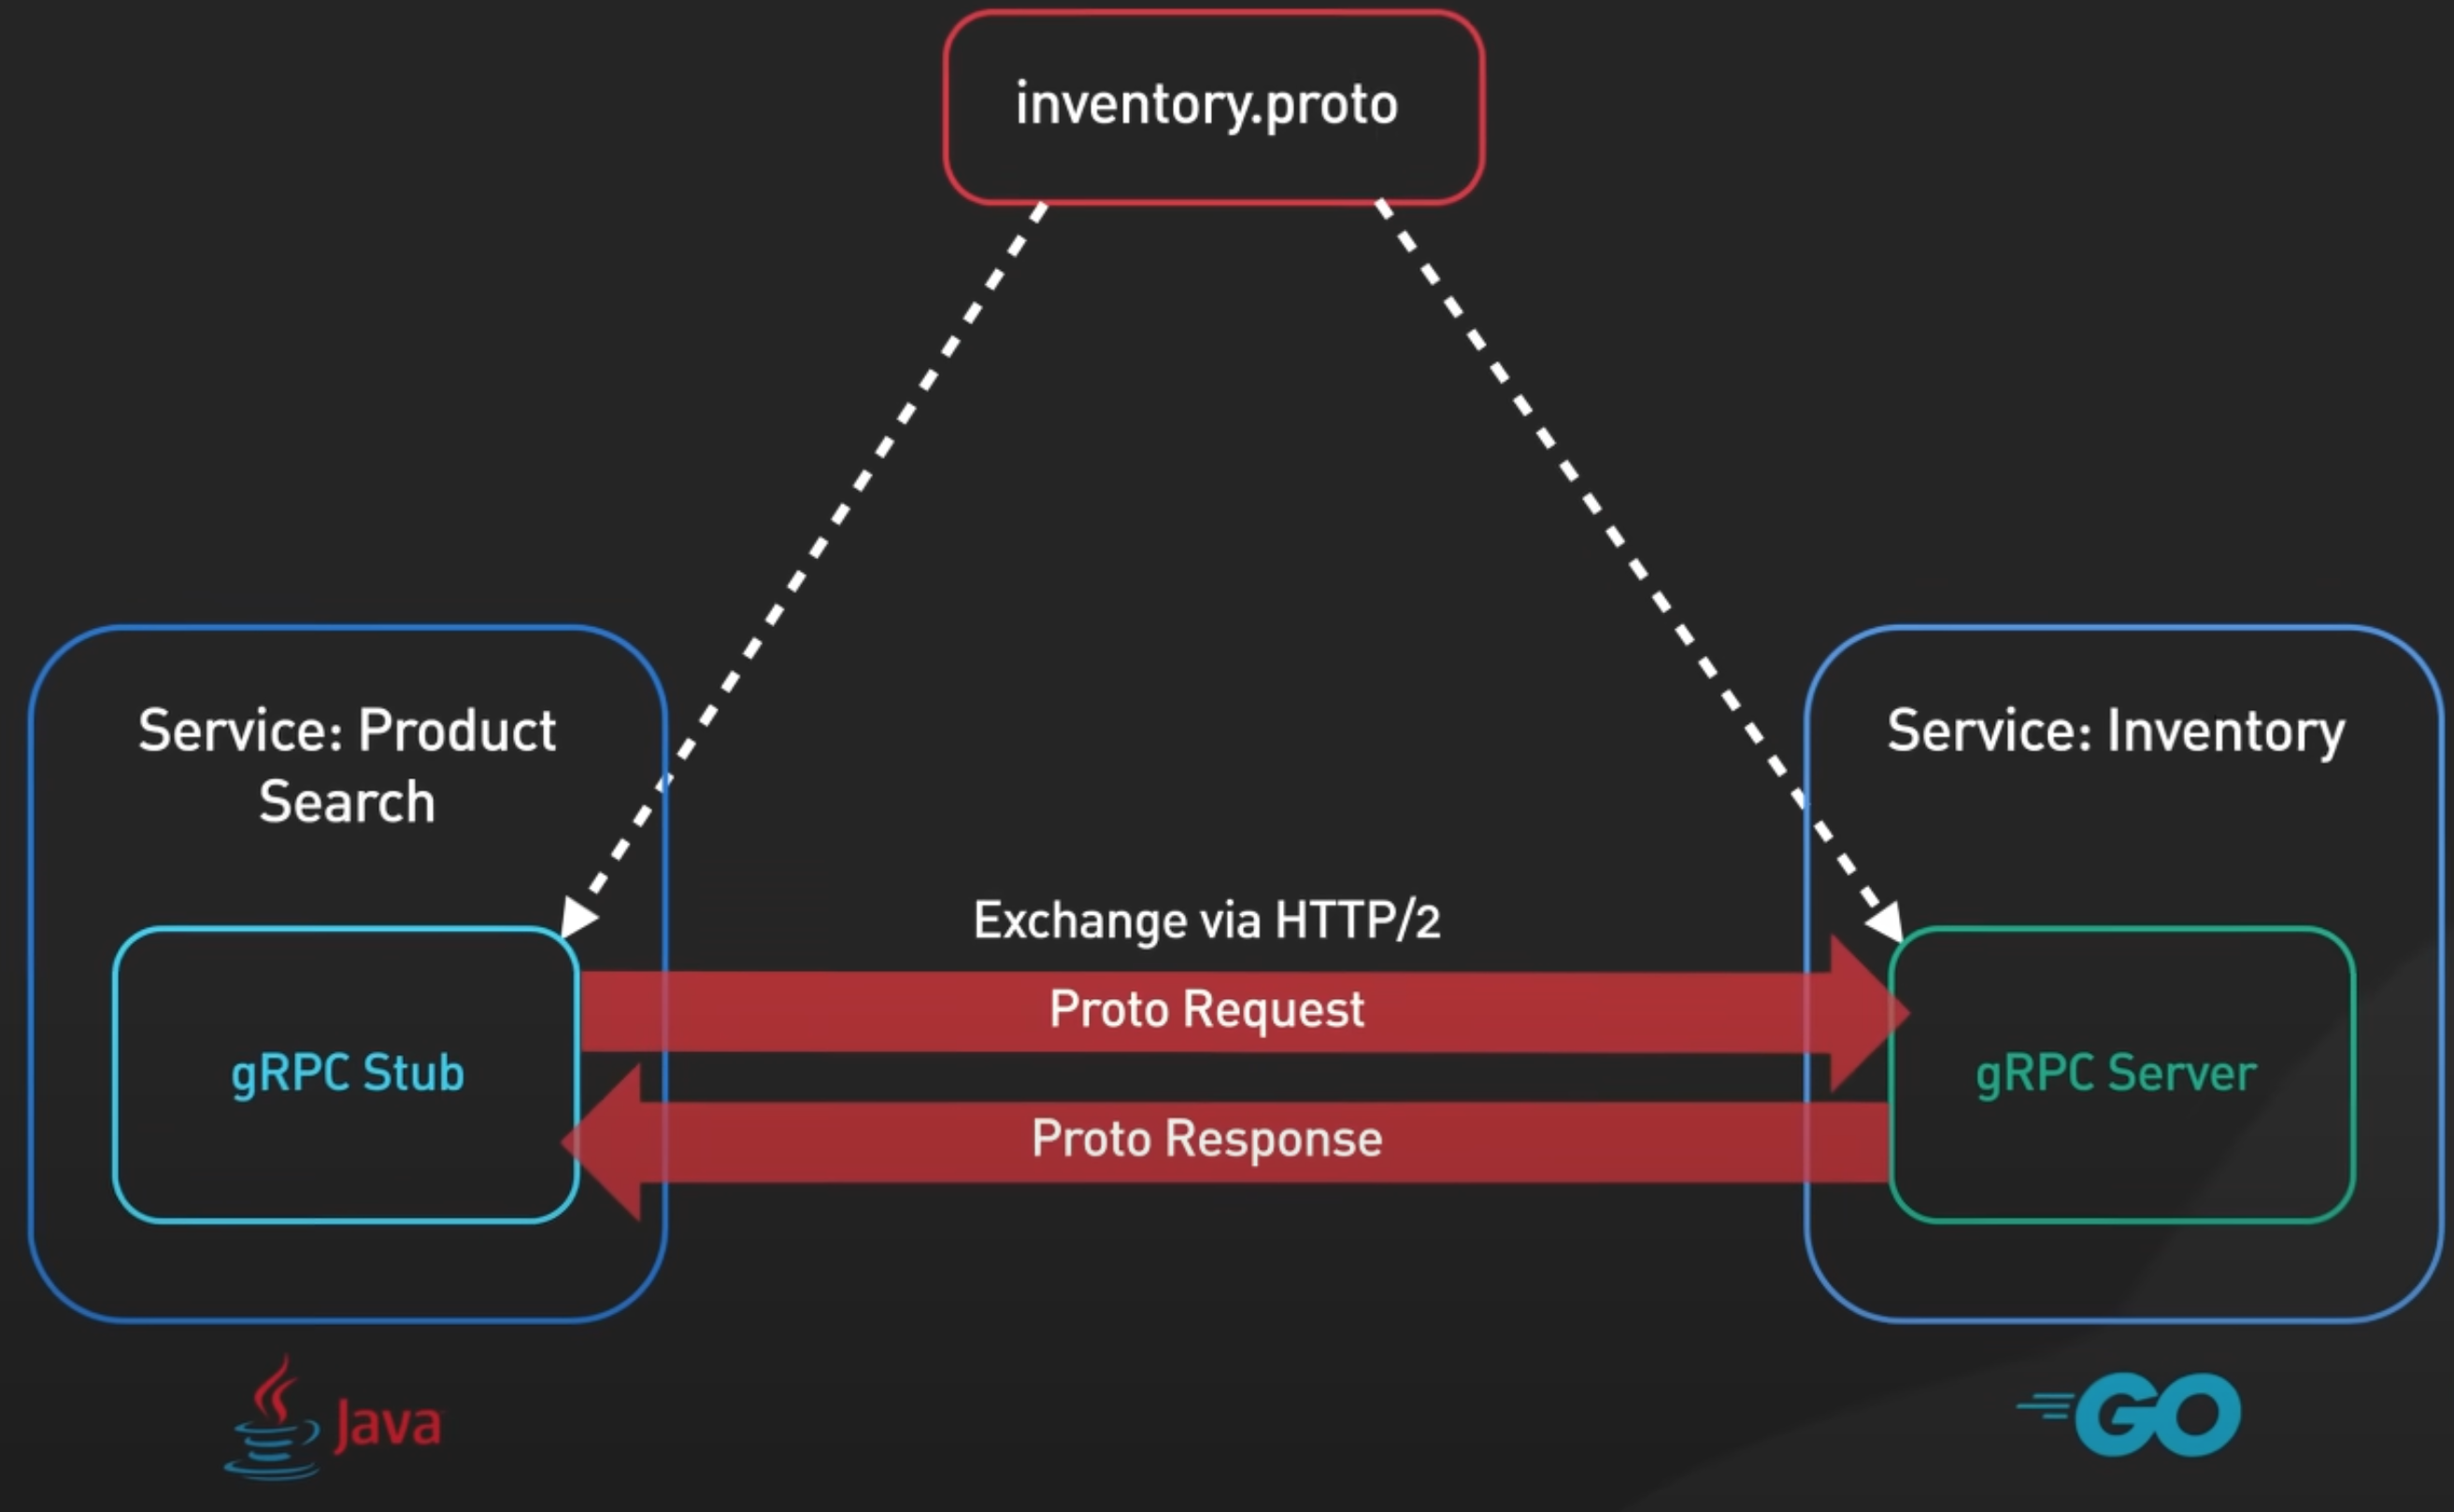 inventory.proto
Service: Product
Search
Service: Inventory
Exchange via HTTP/2
Proto Request
gRPC Stub
gRPC Server
Proto Response
Java
GO